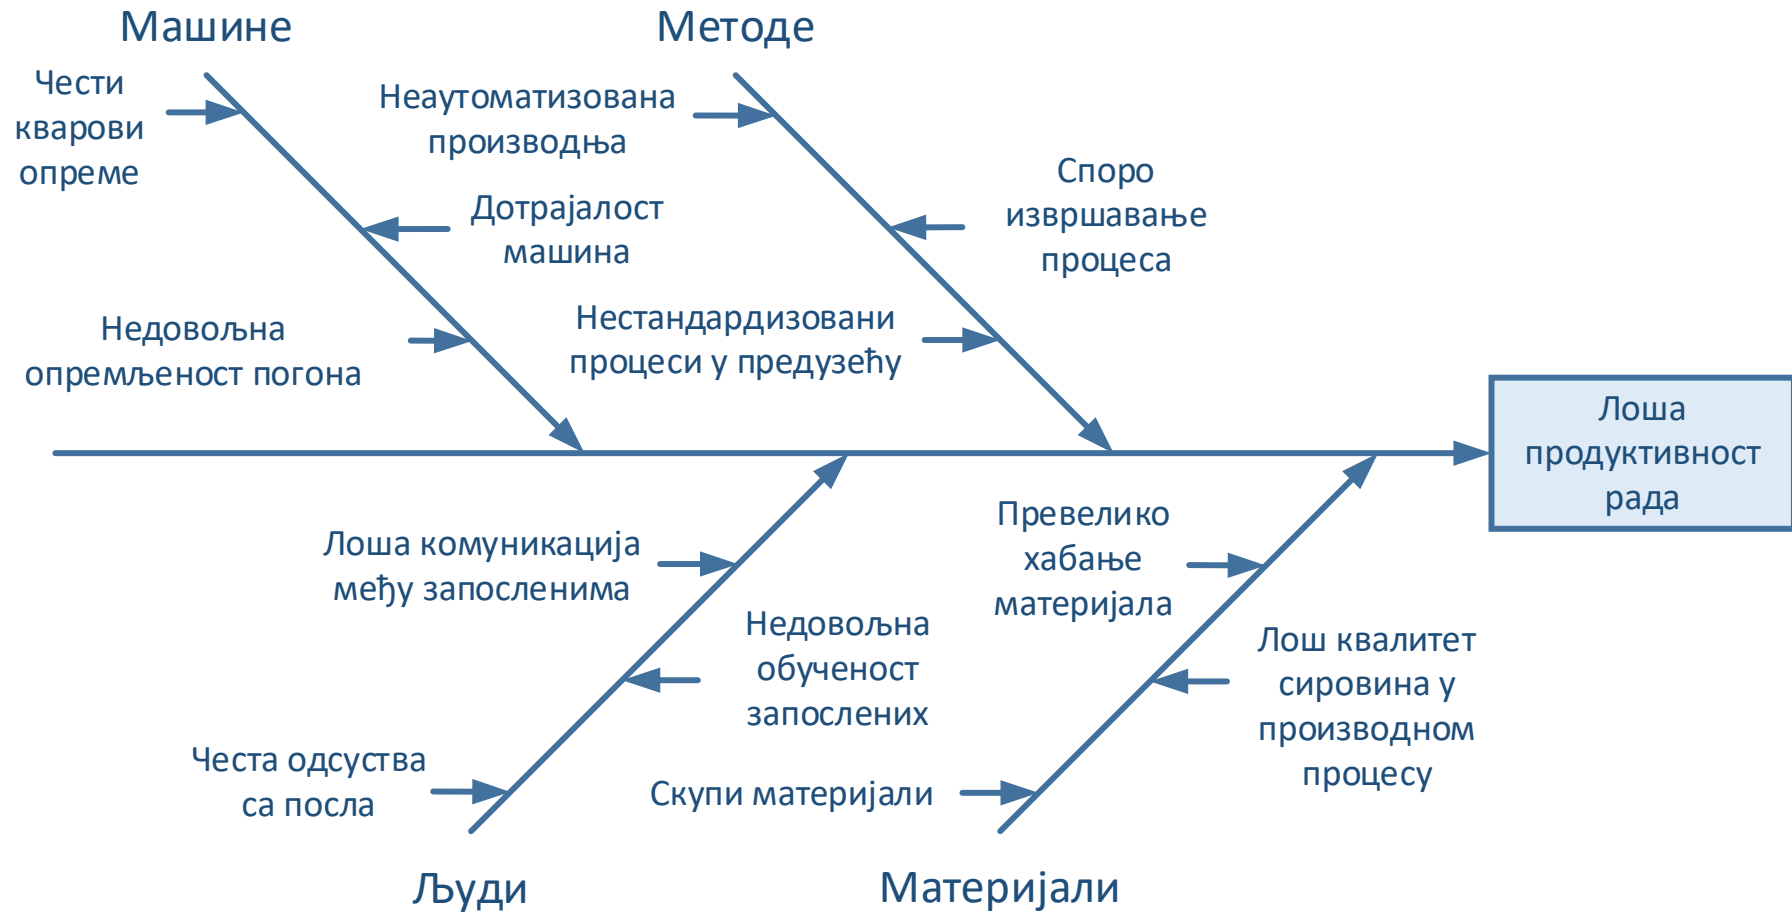 Машине
Чести
кварови
опреме
Дотрајалост
машина
Недовољна
опремљеност погона
Методе
Неаутоматизована
производња
Споро
извршавање
процеса
Нестандардизовани
процеси у предузећу
Лоша
продуктивност
рада
Лоша комуникација
међу запосленима
Недовољна
обученост
запослених
Честа одсуства
са посла
Људи
Превелико
хабање
материјала
Лош квалитет
сировина у
производном
процесу
Скупи материјали
Материјали